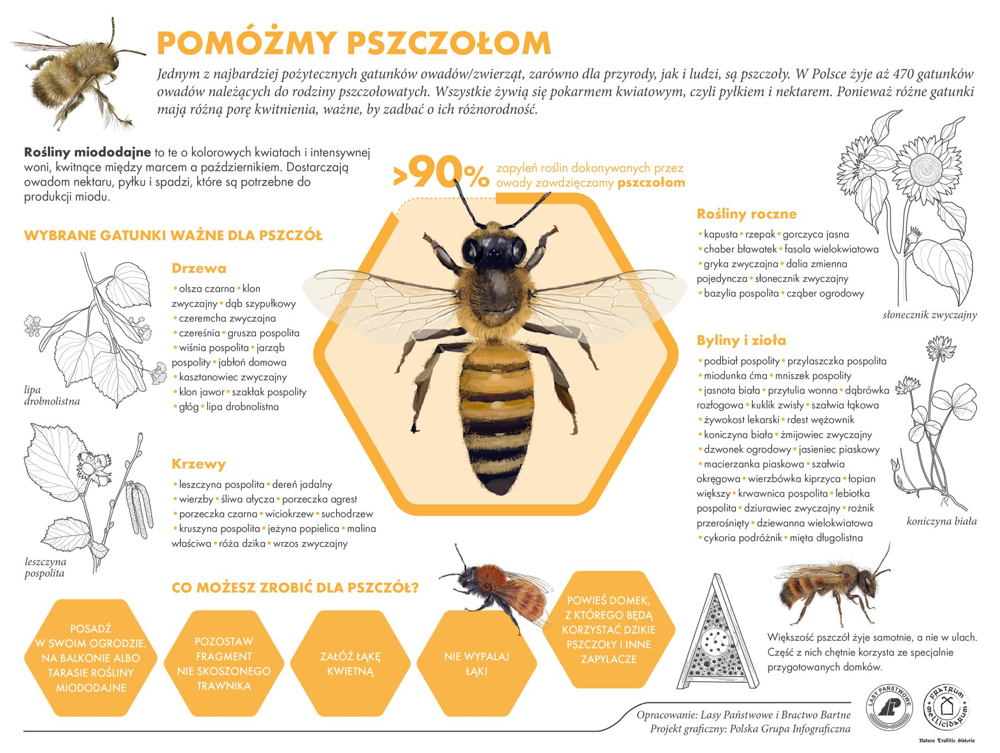 POMÓŻMY PSZCZOŁOM
Jednym z najbardziej pożytecznych gatunków owadów/zwierząt, zarówno dla przyrody, jak i ludzi, są pszczoły. W Polsce żyje aż 470 gatunków
owadów należących do rodziny pszczołowatych. Wszystkie żywią się pokarmem kwiatowym, czyli pyłkiem i nektarem. Ponieważ różne gatunki
mają różną porę kwitnienia, ważne, by zadbać o ich różnorodność.
Rośliny miododajne to te o kolorowych kwiatach i intensywnej
woni, kwitnące między marcem a październikiem. Dostarczają
owadom nektaru, pyłku i spadzi, które są potrzebne do
produkcji miodu.
>90%
zapyleń roślin dokonywanych przez
owady zawdzięczamy pszczołom
WYBRANE GATUNKI WAŻNE DLA PSZCZÓŁ
Drzewa
• olsza czarna • klon
zwyczajny • dąb szypułkowy
• czeremcha zwyczajna
• czereśnia • grusza pospolita
• wiśnia pospolita • jarząb
pospolity • jabłoń domowa
• kasztanowiec zwyczajny
• klon jawor • szakłak pospolity
• głóg • lipa drobnolistna
lipa
drobnolistna
Krzewy
• leszczyna pospolita • dereń jadalny
• wierzby • śliwa ałycza • porzeczka agrest
• porzeczka czarna • wiciokrzew • suchodrzew
• kruszyna pospolita • jeżyna popielica • malina
właściwa • róża dzika • wrzos zwyczajny
leszczyna
pospolita
Rośliny roczne
• kapusta • rzepak • gorczyca jasna
• chaber bławatek • fasola wielokwiatowa
• gryka zwyczajna • dalia zmienna
pojedyncza • słonecznik zwyczajny
• bazylia pospolita • cząber ogrodowy
słonecznik zwyczajny
Byliny i zioła
• podbiał pospolity • przylaszczka pospolita
• miodunka ćma • mniszek pospolity
• jasnota biała • przytulia wonna • dąbrówka
rozłogowa • kuklik zwisły • szałwia łąkowa
• żywokost lekarski • rdest wężownik
• koniczyna biała • żmijowiec zwyczajny
• dzwonek ogrodowy • jasieniec piaskowy
• macierzanka piaskowa • szałwia
okręgowa • wierzbówka kiprzyca • łopian
większy • krwawnica pospolita • lebiotka
pospolita • dziurawiec zwyczajny • rożnik
przerośnięty • dziewanna wielokwiatowa
• cykoria podróżnik • mięta długolistna
koniczyna biała
CO MOŻESZ ZROBIĆ DLA PSZCZÓŁ?
POSADŹ
W SWOIM OGRODZIE,
NA BALKONIE ALBO
TARASIE ROŚLINY
MIODODAJNE
POZOSTAW
FRAGMENT
NIE SKOSZONEGO
TRAWNIKA
ZAŁÓŻ ŁĄKĘ
KWIETNĄ
NIE WYPALAJ
ŁĄK!
POWIEŚ DOMEK,
Z KTÓREGO BĘDĄ
KORZYSTAĆ DZIKIE
PSZCZOŁY I INNE
ZAPYLACZE
Większość pszczół żyje samotnie, a nie w ulach.
Część z nich chętnie korzysta ze specjalnie
przygotowanych domków.
Opracowanie: Lasy Państwowe i Bractwo Bartne
Projekt graficzny: Polska Grupa Infograficzna
LASY PAŃSTWOWE
FRATRUM
MELLICIDARUM
Natura Traditio Historia